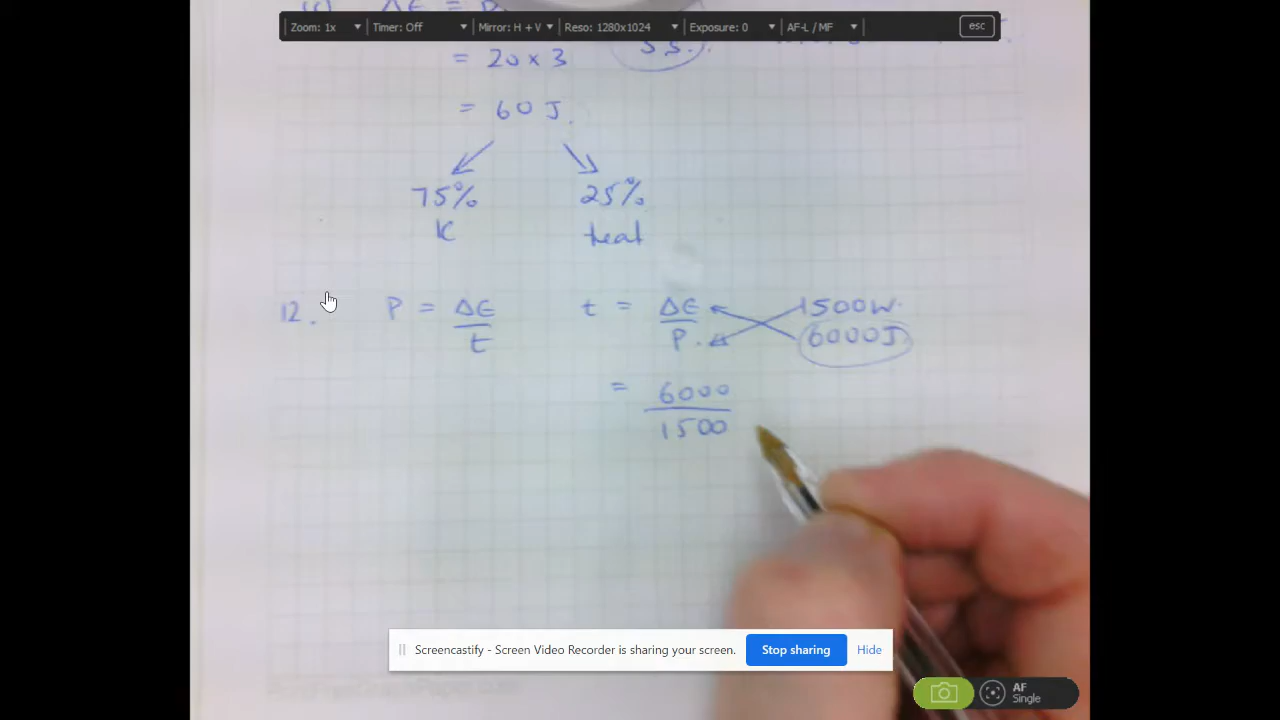 Zoom: 1x Timer: Off Mirror: H + V Reso: 1280x1024 Exposure: 0 AF-L / MF esc
ΔE =
= 20 x 3
= 60 J.
75% 25%
K heat
12. P = ΔE / t t = ΔE / P. 1500W.
6000J
= 6000 / 1500
Screencastify - Screen Video Recorder is sharing your screen. Stop sharing Hide
AF
Single